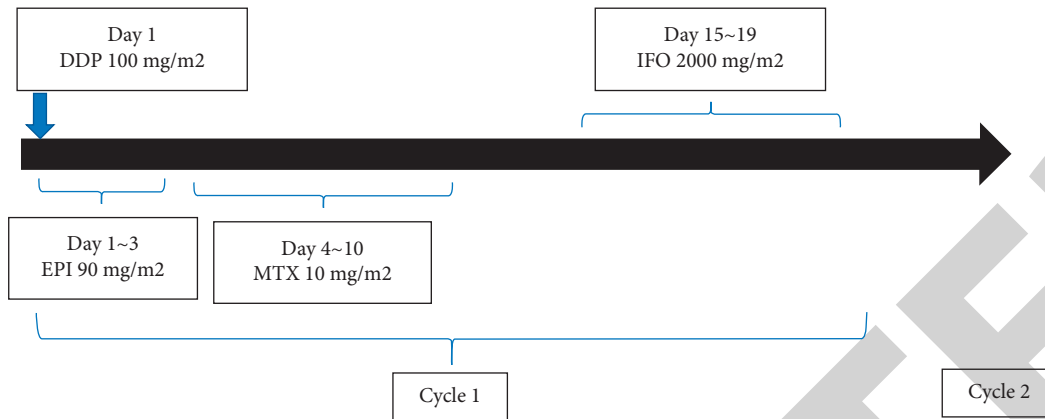 Day 1
DDP 100 mg/m2
Day 15~19
IFO 2000 mg/m2
Day 1~3
EPI 90 mg/m2
Day 4~10
MTX 10 mg/m2
Cycle 1
Cycle 2